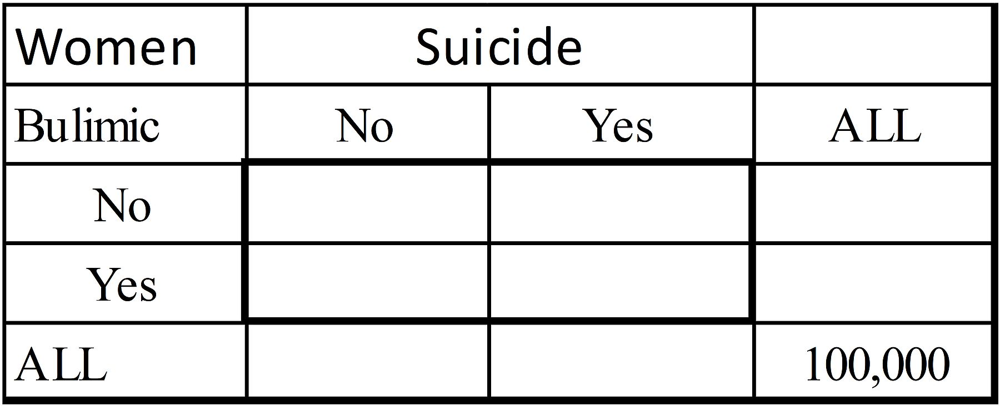 Women Suicide
Bulimic No Yes ALL
No
Yes
ALL 100,000